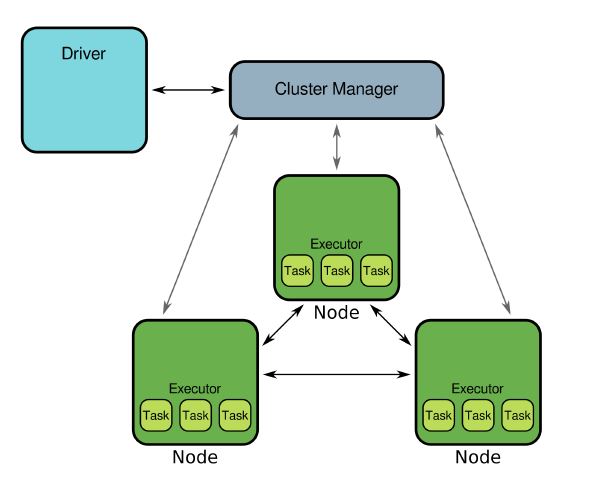 Driver
Cluster Manager
Executor
Task Task Task
Node
Executor
Task Task Task
Node
Executor
Task Task Task
Node